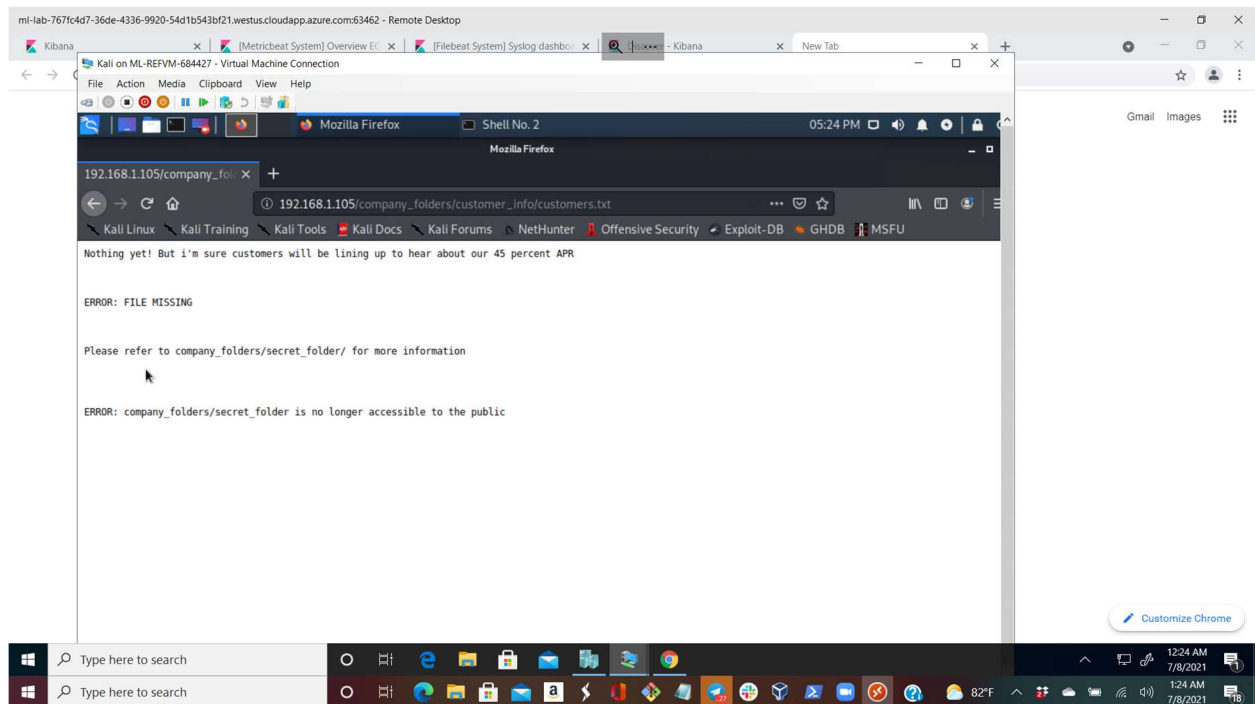 ml-lab-767fc4d7-36de-4336-9920-54d1b543bf21.westus.cloudapp.azure.com:63462 - Remote Desktop
Kibana
[Metricbeat System] Overview EC
[Filebeat System] Syslog dashboa
Discover - Kibana
New Tab
Kali on ML-REFVM-684427 - Virtual Machine Connection
File Action Media Clipboard View Help
Gmail Images
Mozilla Firefox
Shell No. 2
05:24 PM
Mozilla Firefox
192.168.1.105/company_fol
192.168.1.105/company_folders/customer_info/customers.txt
Kali Linux Kali Training Kali Tools Kali Docs Kali Forums NetHunter Offensive Security Exploit-DB GHDB MSFU
Nothing yet! But i'm sure customers will be lining up to hear about our 45 percent APR
ERROR: FILE MISSING
Please refer to company_folders/secret_folder/ for more information
ERROR: company_folders/secret_folder is no longer accessible to the public
Customize Chrome
Type here to search
12:24 AM
7/8/2021
1
Type here to search
a
27
82°F
1:24 AM
7/8/2021
18